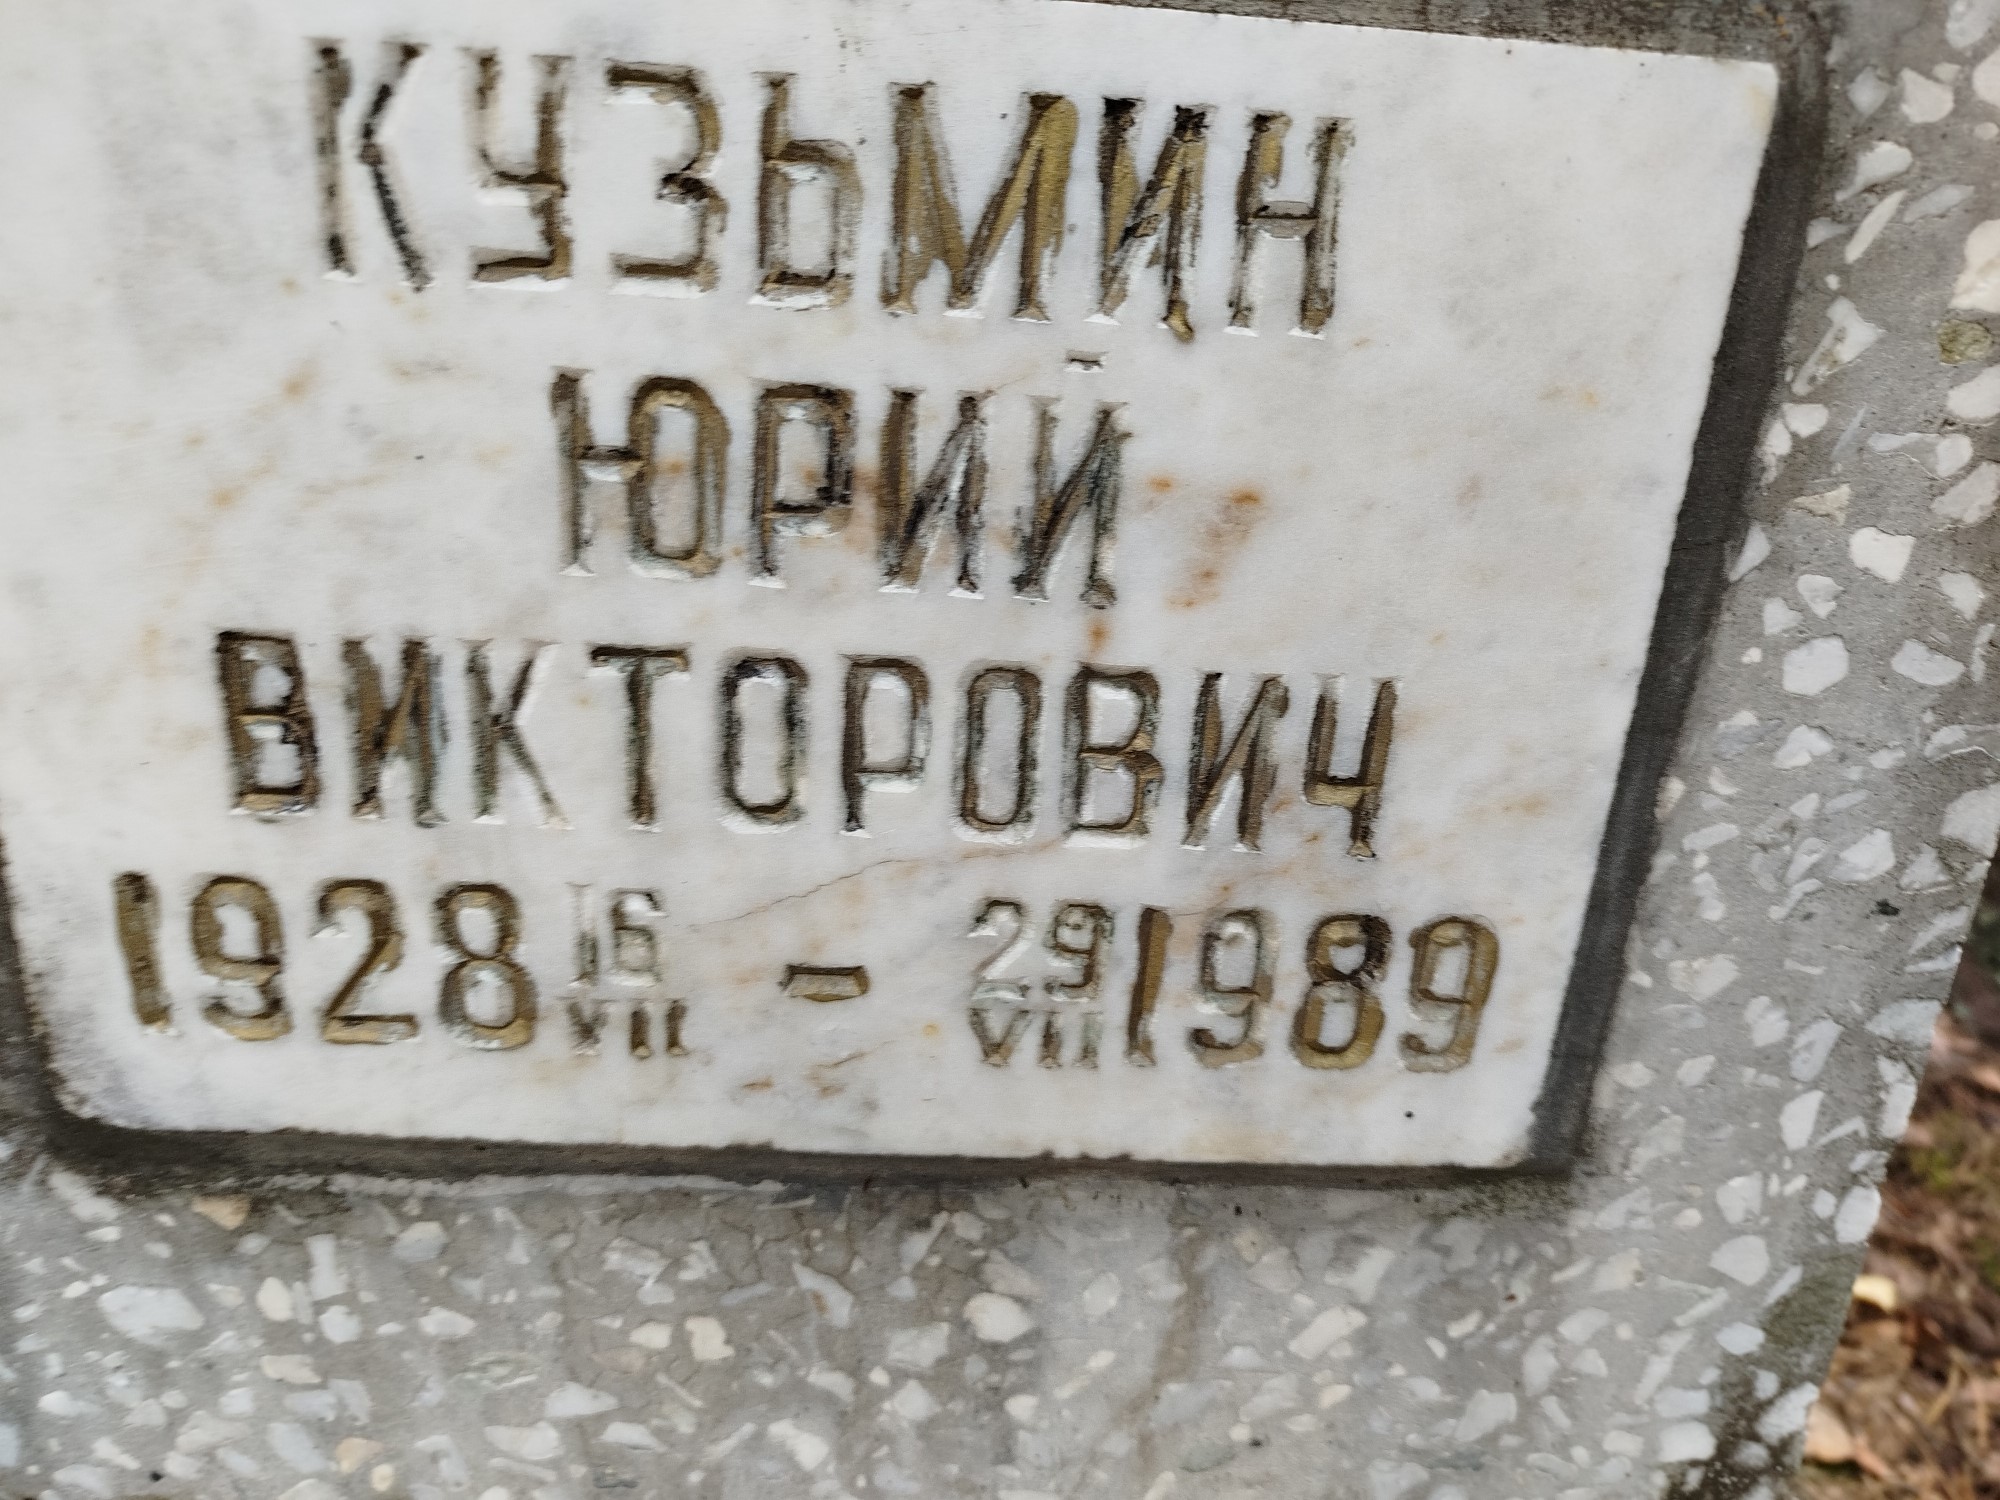 КУЗЬМИН
ЮРИЙ
ВИКТОРОВИЧ
1928 16/VII - 29/VII 1989